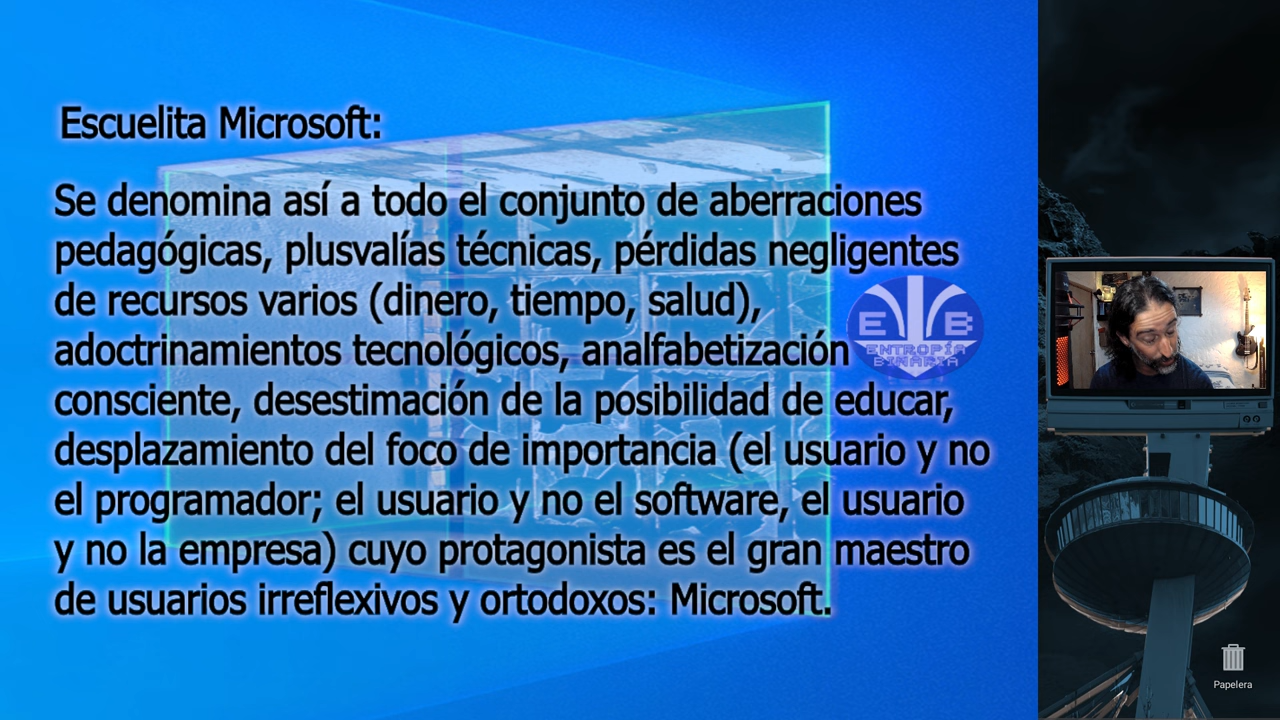 Escuelita Microsoft:
Se denomina así a todo el conjunto de aberraciones
pedagógicas, plusvalías técnicas, pérdidas negligentes
de recursos varios (dinero, tiempo, salud),
adoctrinamientos tecnológicos, analfabetización
consciente, desestimación de la posibilidad de educar,
desplazamiento del foco de importancia (el usuario y no
el programador; el usuario y no el software, el usuario
y no la empresa) cuyo protagonista es el gran maestro
de usuarios irreflexivos y ortodoxos: Microsoft.
E B
ENTROPÍA
BINARIA
Papelera